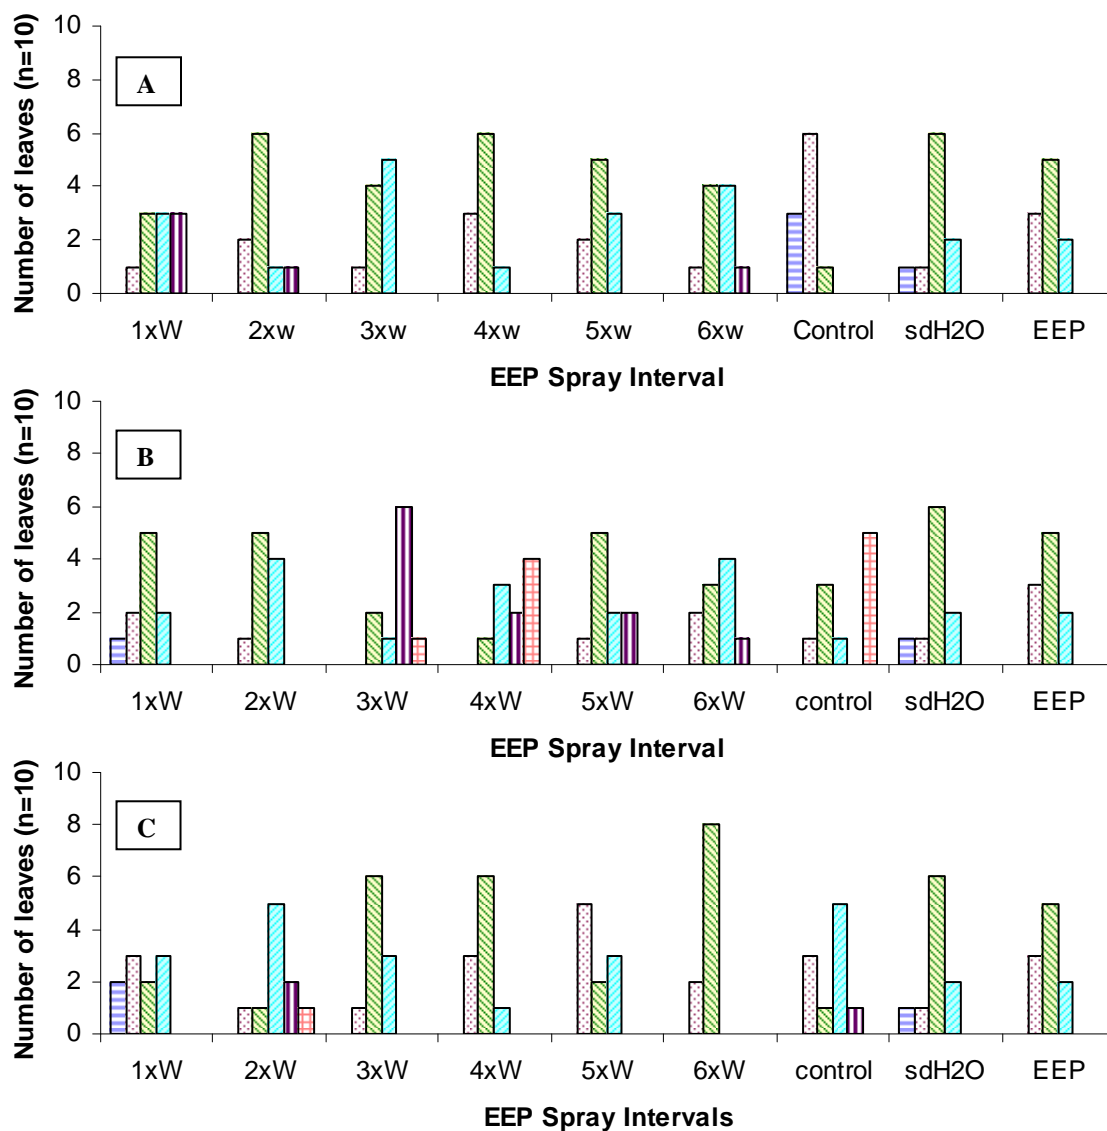 Number of leaves (n=10)
10
8
6
4
2
0
A
1xW 2xw 3xw 4xw 5xw 6xw Control sdH2O EEP
EEP Spray Interval
Number of leaves (n=10)
10
8
6
4
2
0
B
1xW 2xW 3xW 4xW 5xW 6xW control sdH2O EEP
EEP Spray Interval
Number of leaves (n=10)
10
8
6
4
2
0
C
1xW 2xW 3xW 4xW 5xW 6xW control sdH2O EEP
EEP Spray Intervals